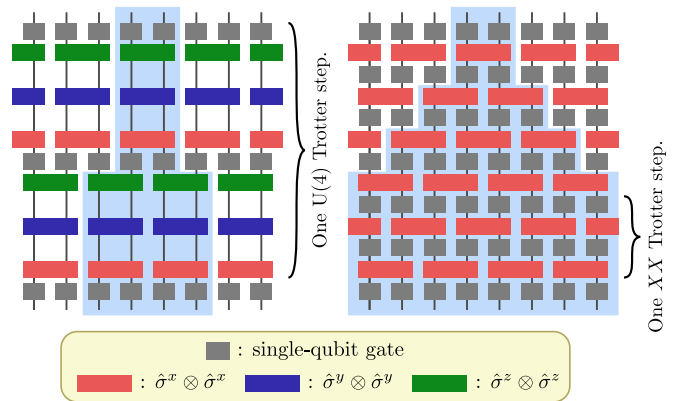 One U(4) Trotter step.
One XX Trotter step.
: single-qubit gate
: σ̂ˣ ⊗ σ̂ˣ : σ̂ʸ ⊗ σ̂ʸ : σ̂ᶻ ⊗ σ̂ᶻ